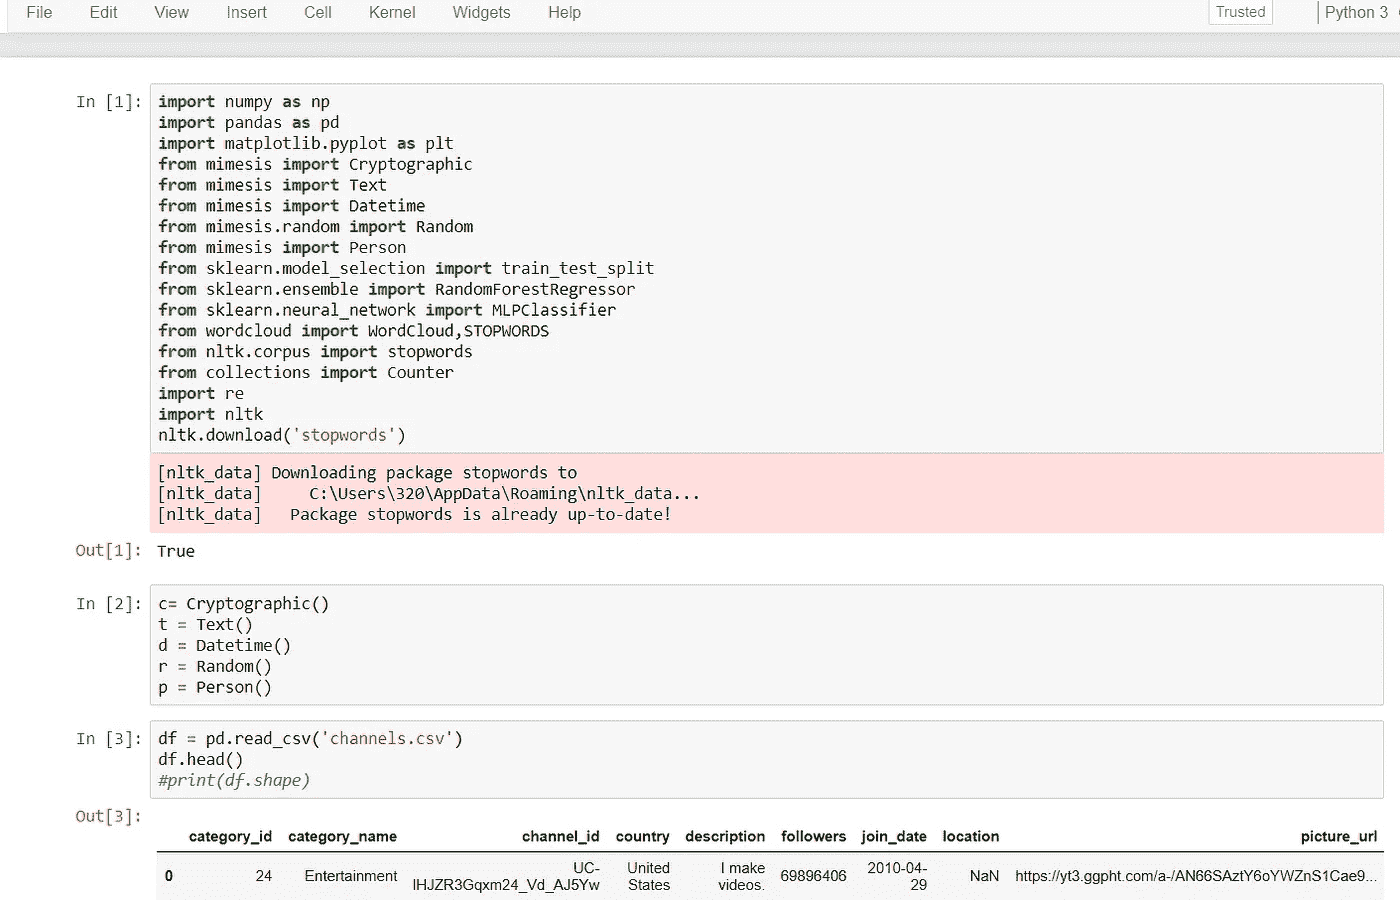 File Edit View Insert Cell Kernel Widgets Help Trusted Python 3
In [1]: import numpy as np
import pandas as pd
import matplotlib.pyplot as plt
from mimesis import Cryptographic
from mimesis import Text
from mimesis import Datetime
from mimesis.random import Random
from mimesis import Person
from sklearn.model_selection import train_test_split
from sklearn.ensemble import RandomForestRegressor
from sklearn.neural_network import MLPClassifier
from wordcloud import WordCloud,STOPWORDS
from nltk.corpus import stopwords
from collections import Counter
import re
import nltk
nltk.download('stopwords')
[nltk_data] Downloading package stopwords to
[nltk_data]     C:\Users\320\AppData\Roaming\nltk_data...
[nltk_data]   Package stopwords is already up-to-date!
Out[1]: True
In [2]: c= Cryptographic()
t = Text()
d = Datetime()
r = Random()
p = Person()
In [3]: df = pd.read_csv('channels.csv')
df.head()
#print(df.shape)
Out[3]:
category_id category_name channel_id country description followers join_date location picture_url
0 24 Entertainment UC-lHJZR3Gqxm24_Vd_AJ5Yw United States I make videos. 69896406 2010-04-29 NaN https://yt3.ggpht.com/a-/AN66SAztY6oYWZnS1Cae9...